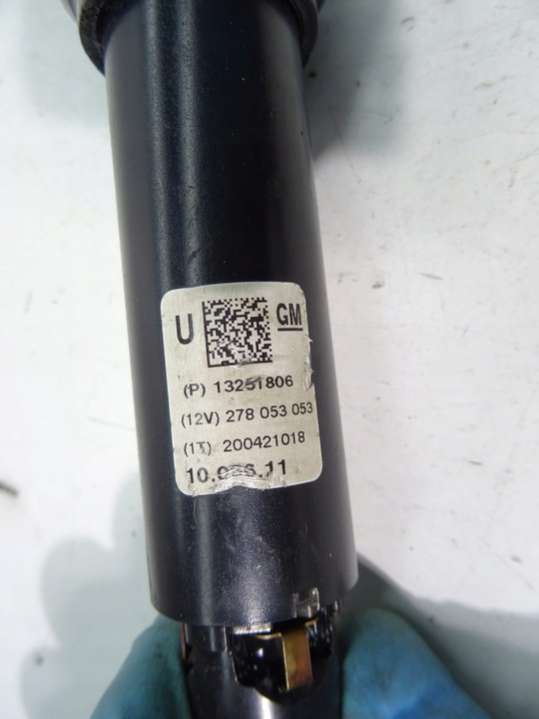 U GM
(P) 13251806
(12V) 278 053 053
(1T) 200421018